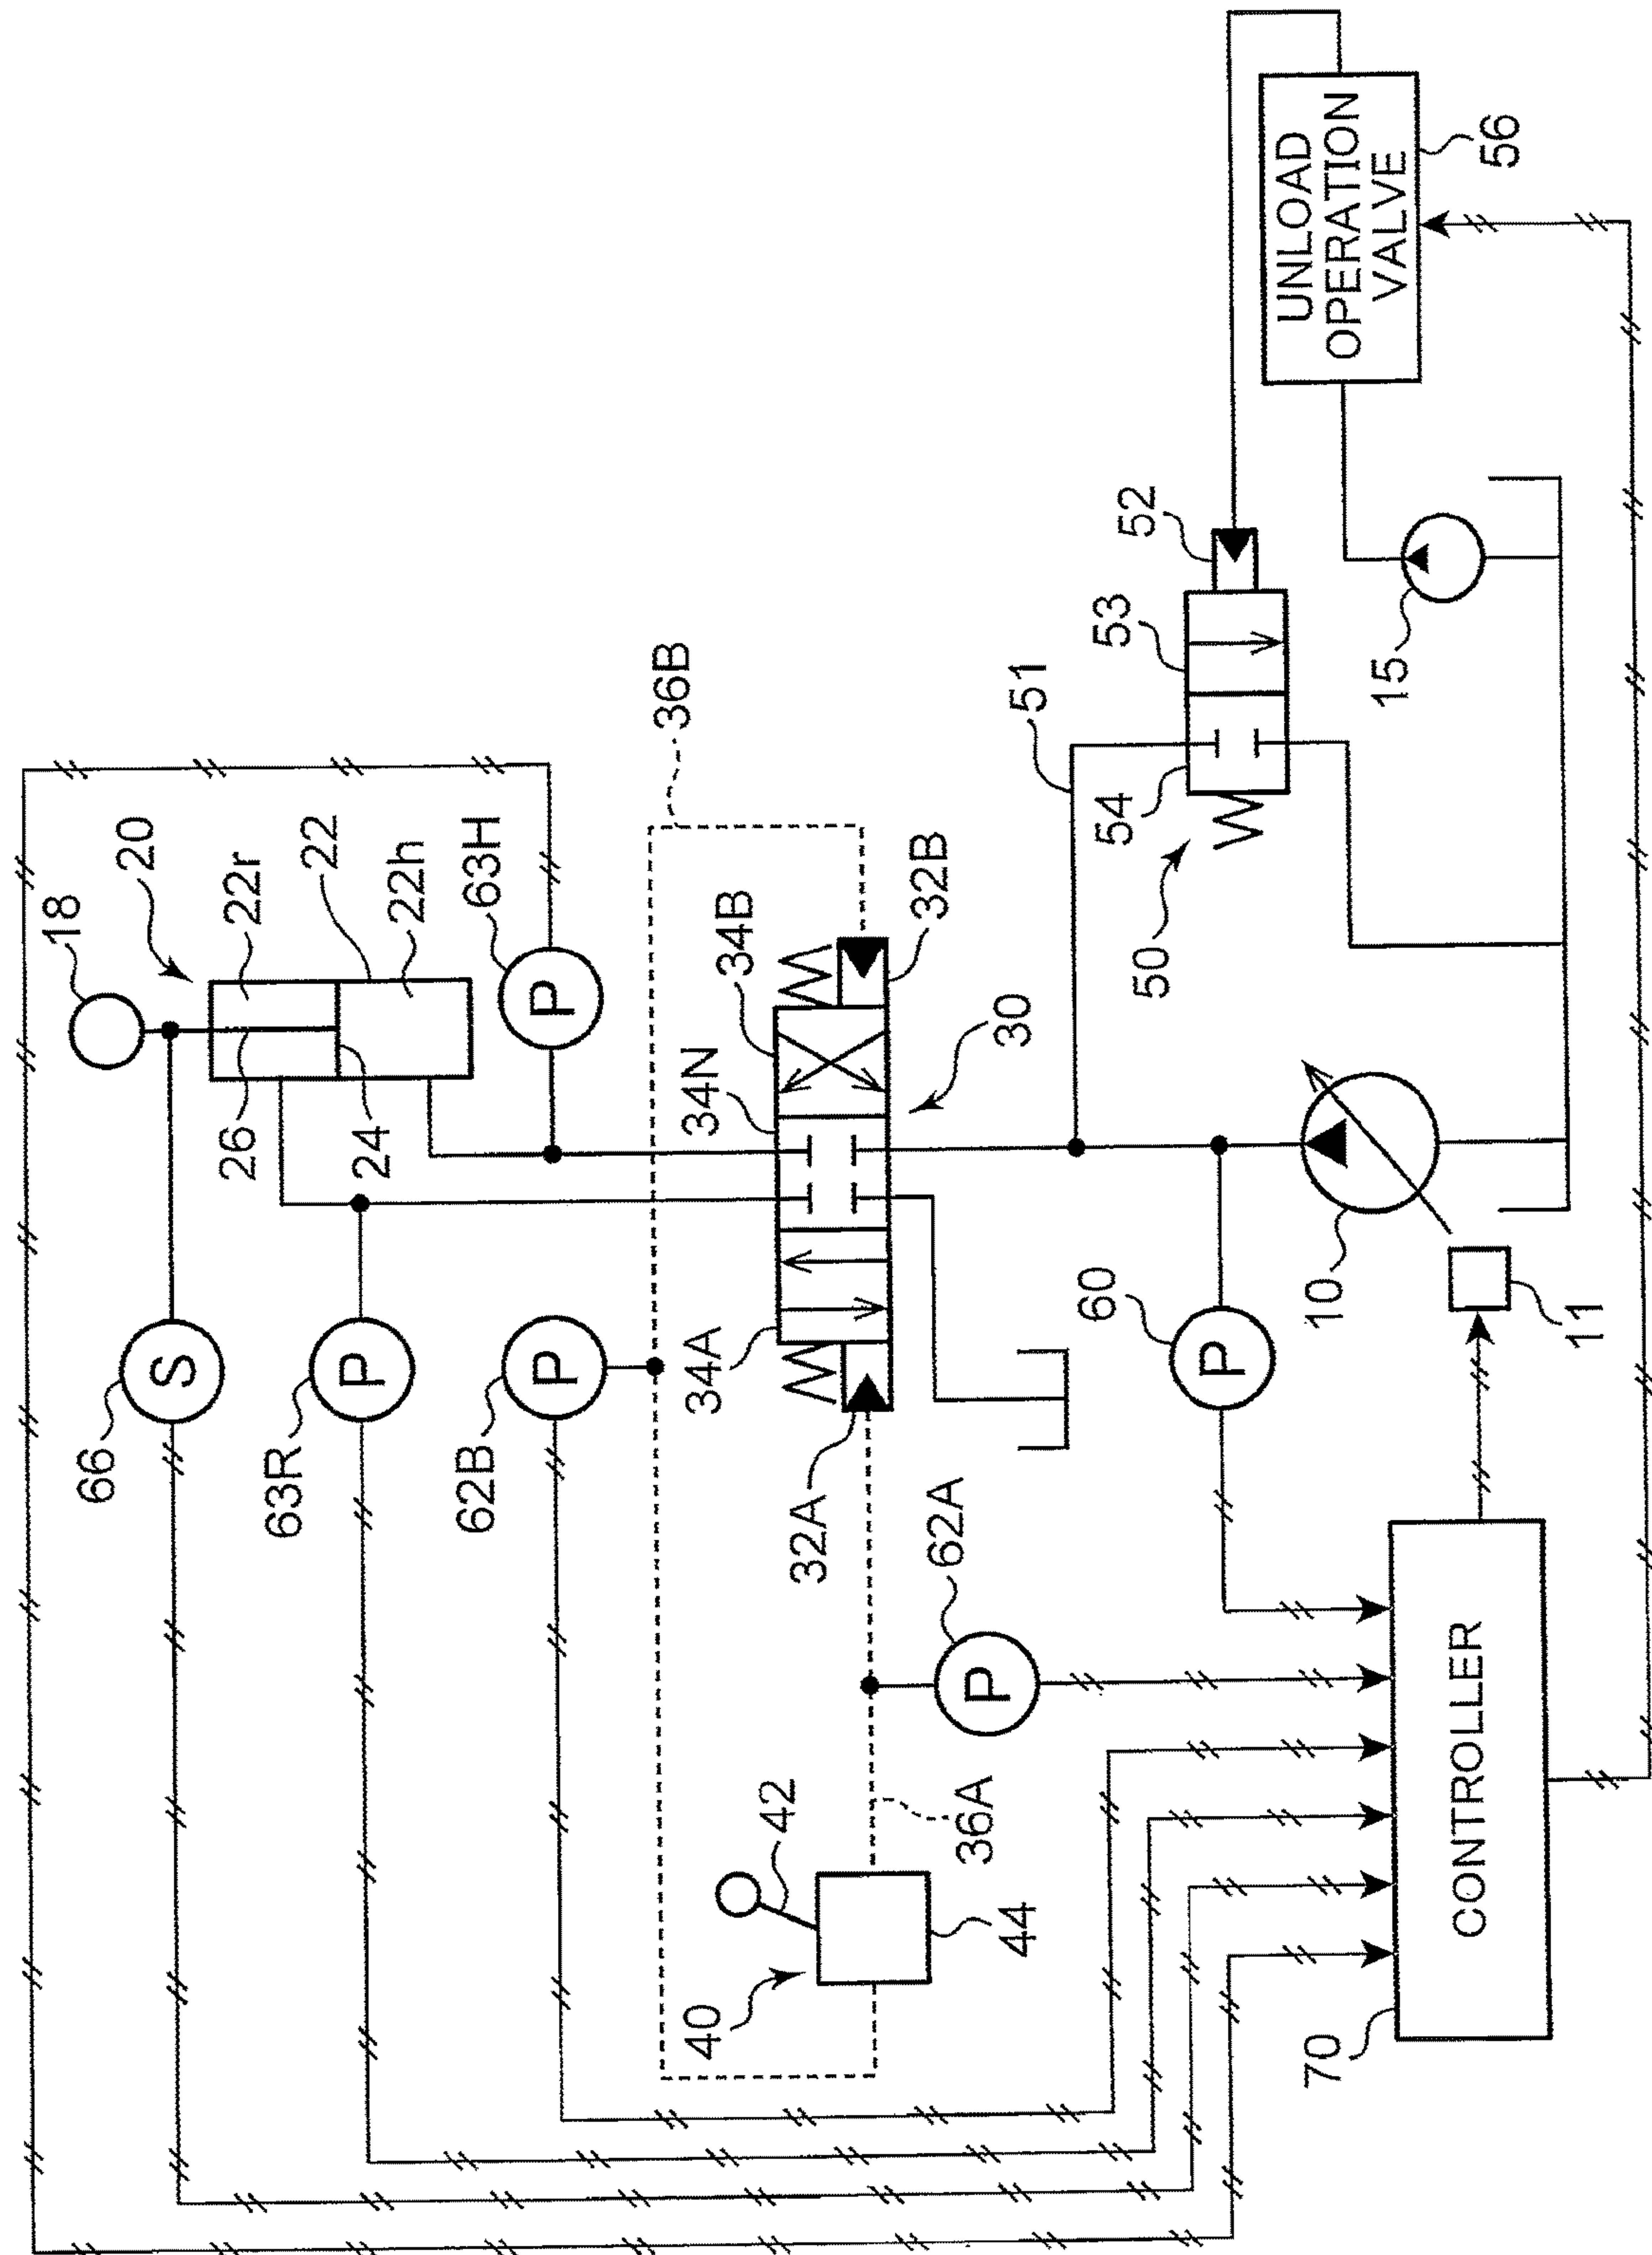 18
20
22r
22
22h
26
24
63H
36B
66
S
63R
P
62B
P
P
34B
34N
34A
32B
30
32A
62A
P
36A
42
40
44
51
50
54
53
52
UNLOAD
OPERATION
VALVE
56
15
60
P
10
11
CONTROLLER
70